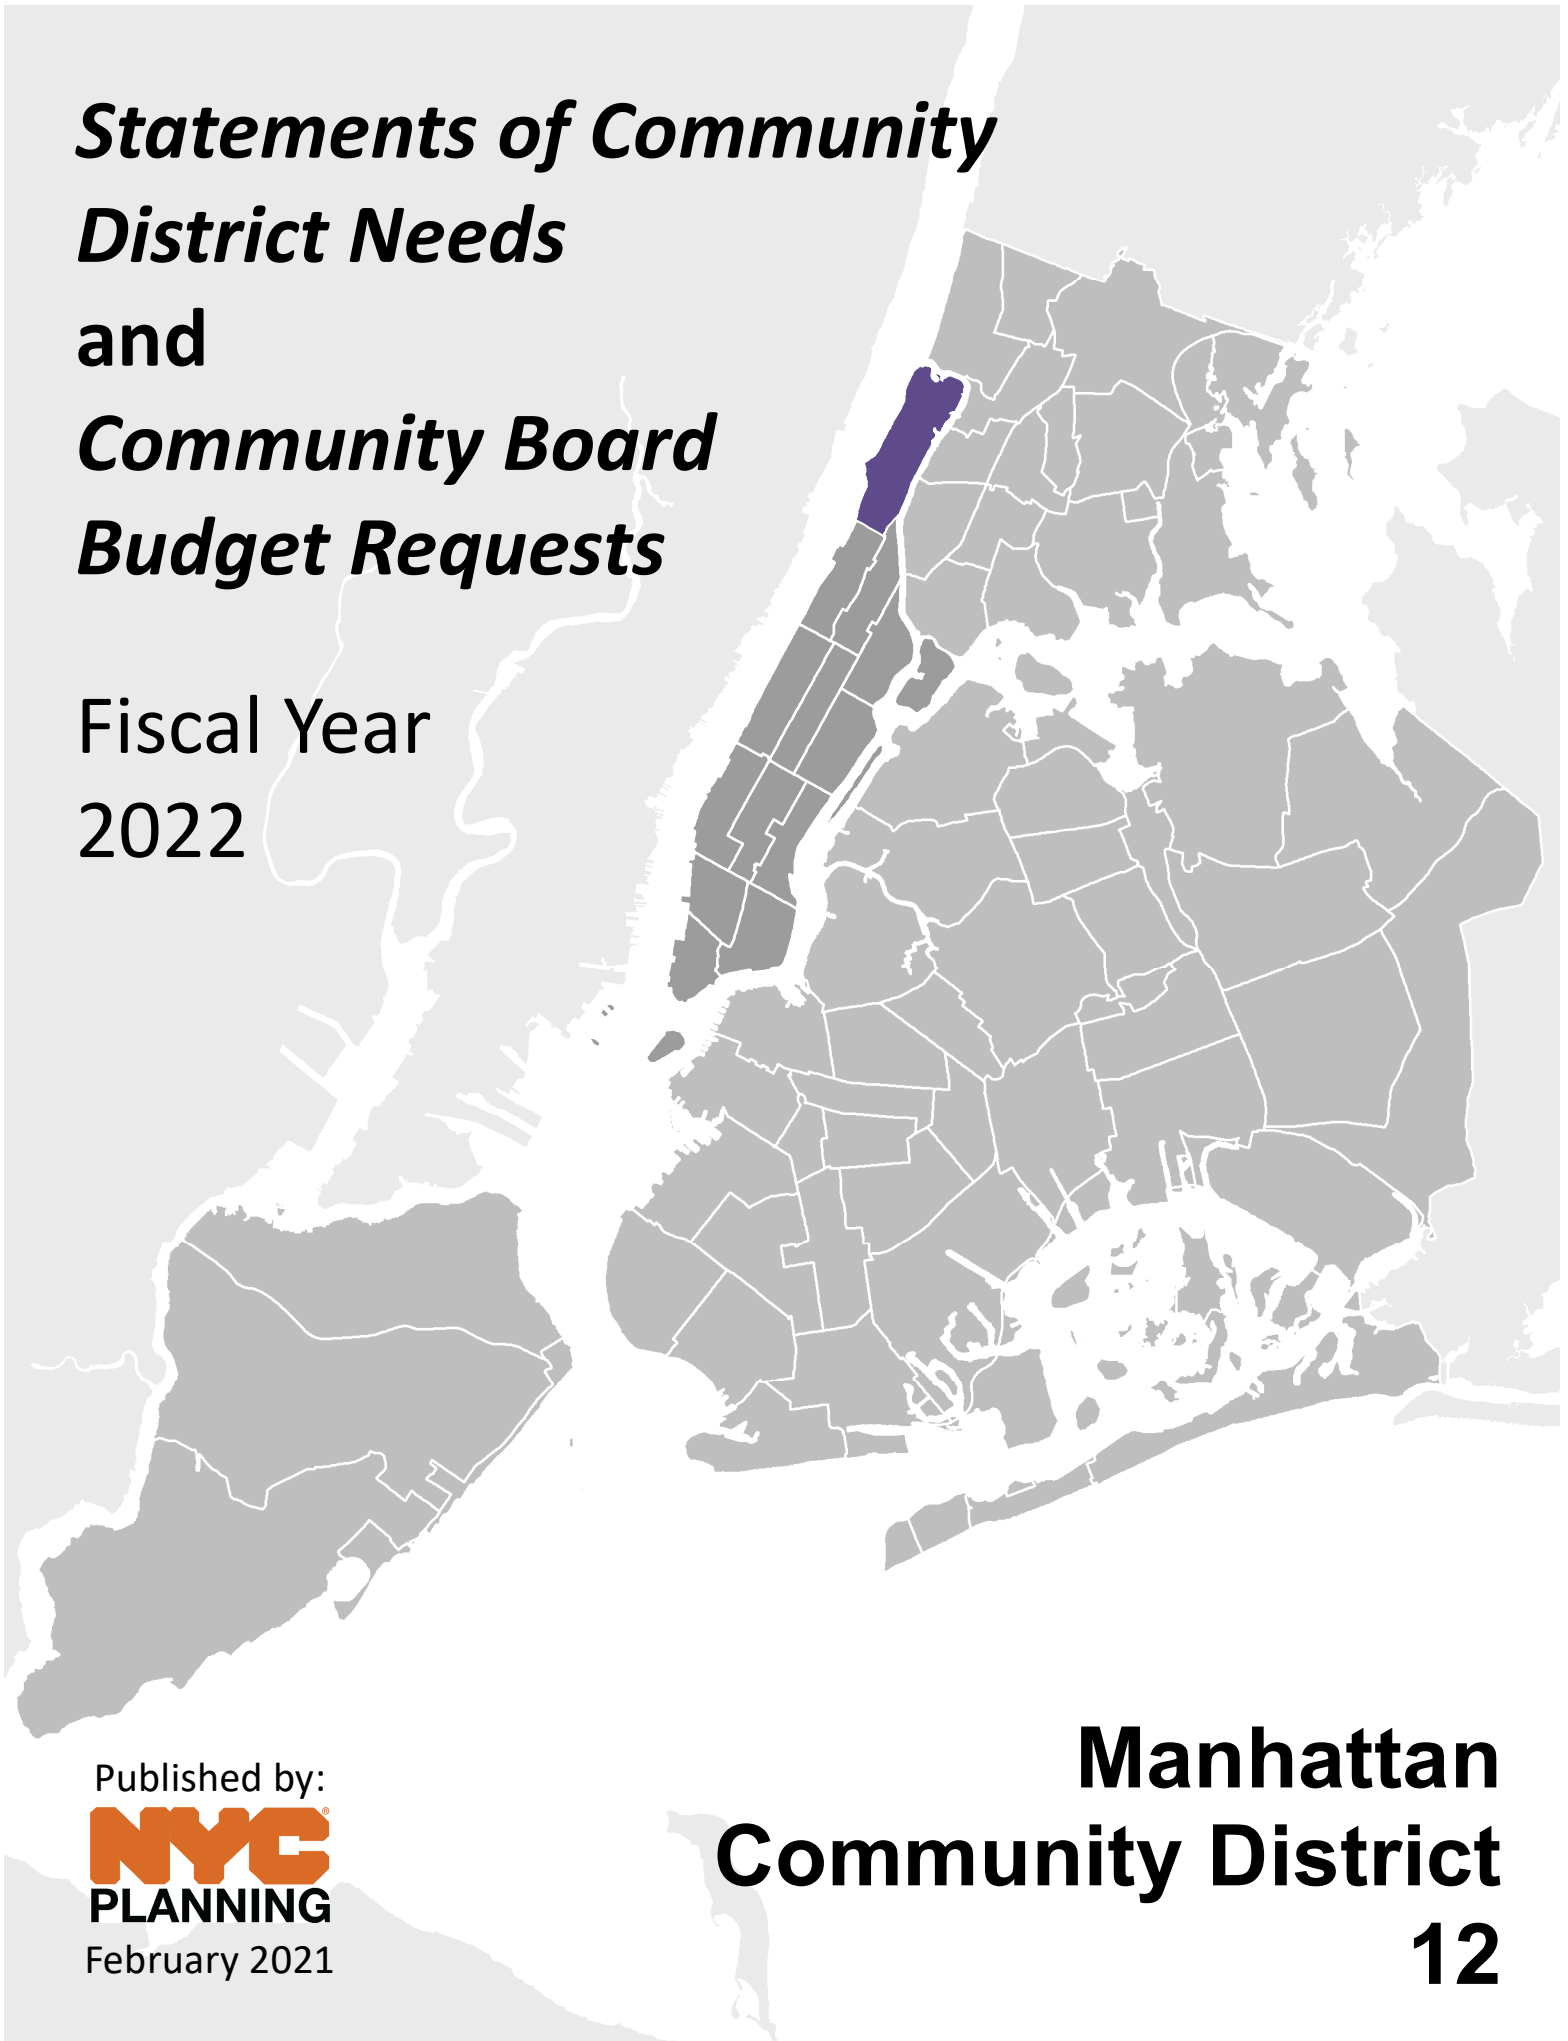 Statements of Community
District Needs
and
Community Board
Budget Requests
Fiscal Year
2022
Published by:
NYC®
PLANNING
February 2021
Manhattan
Community District
12